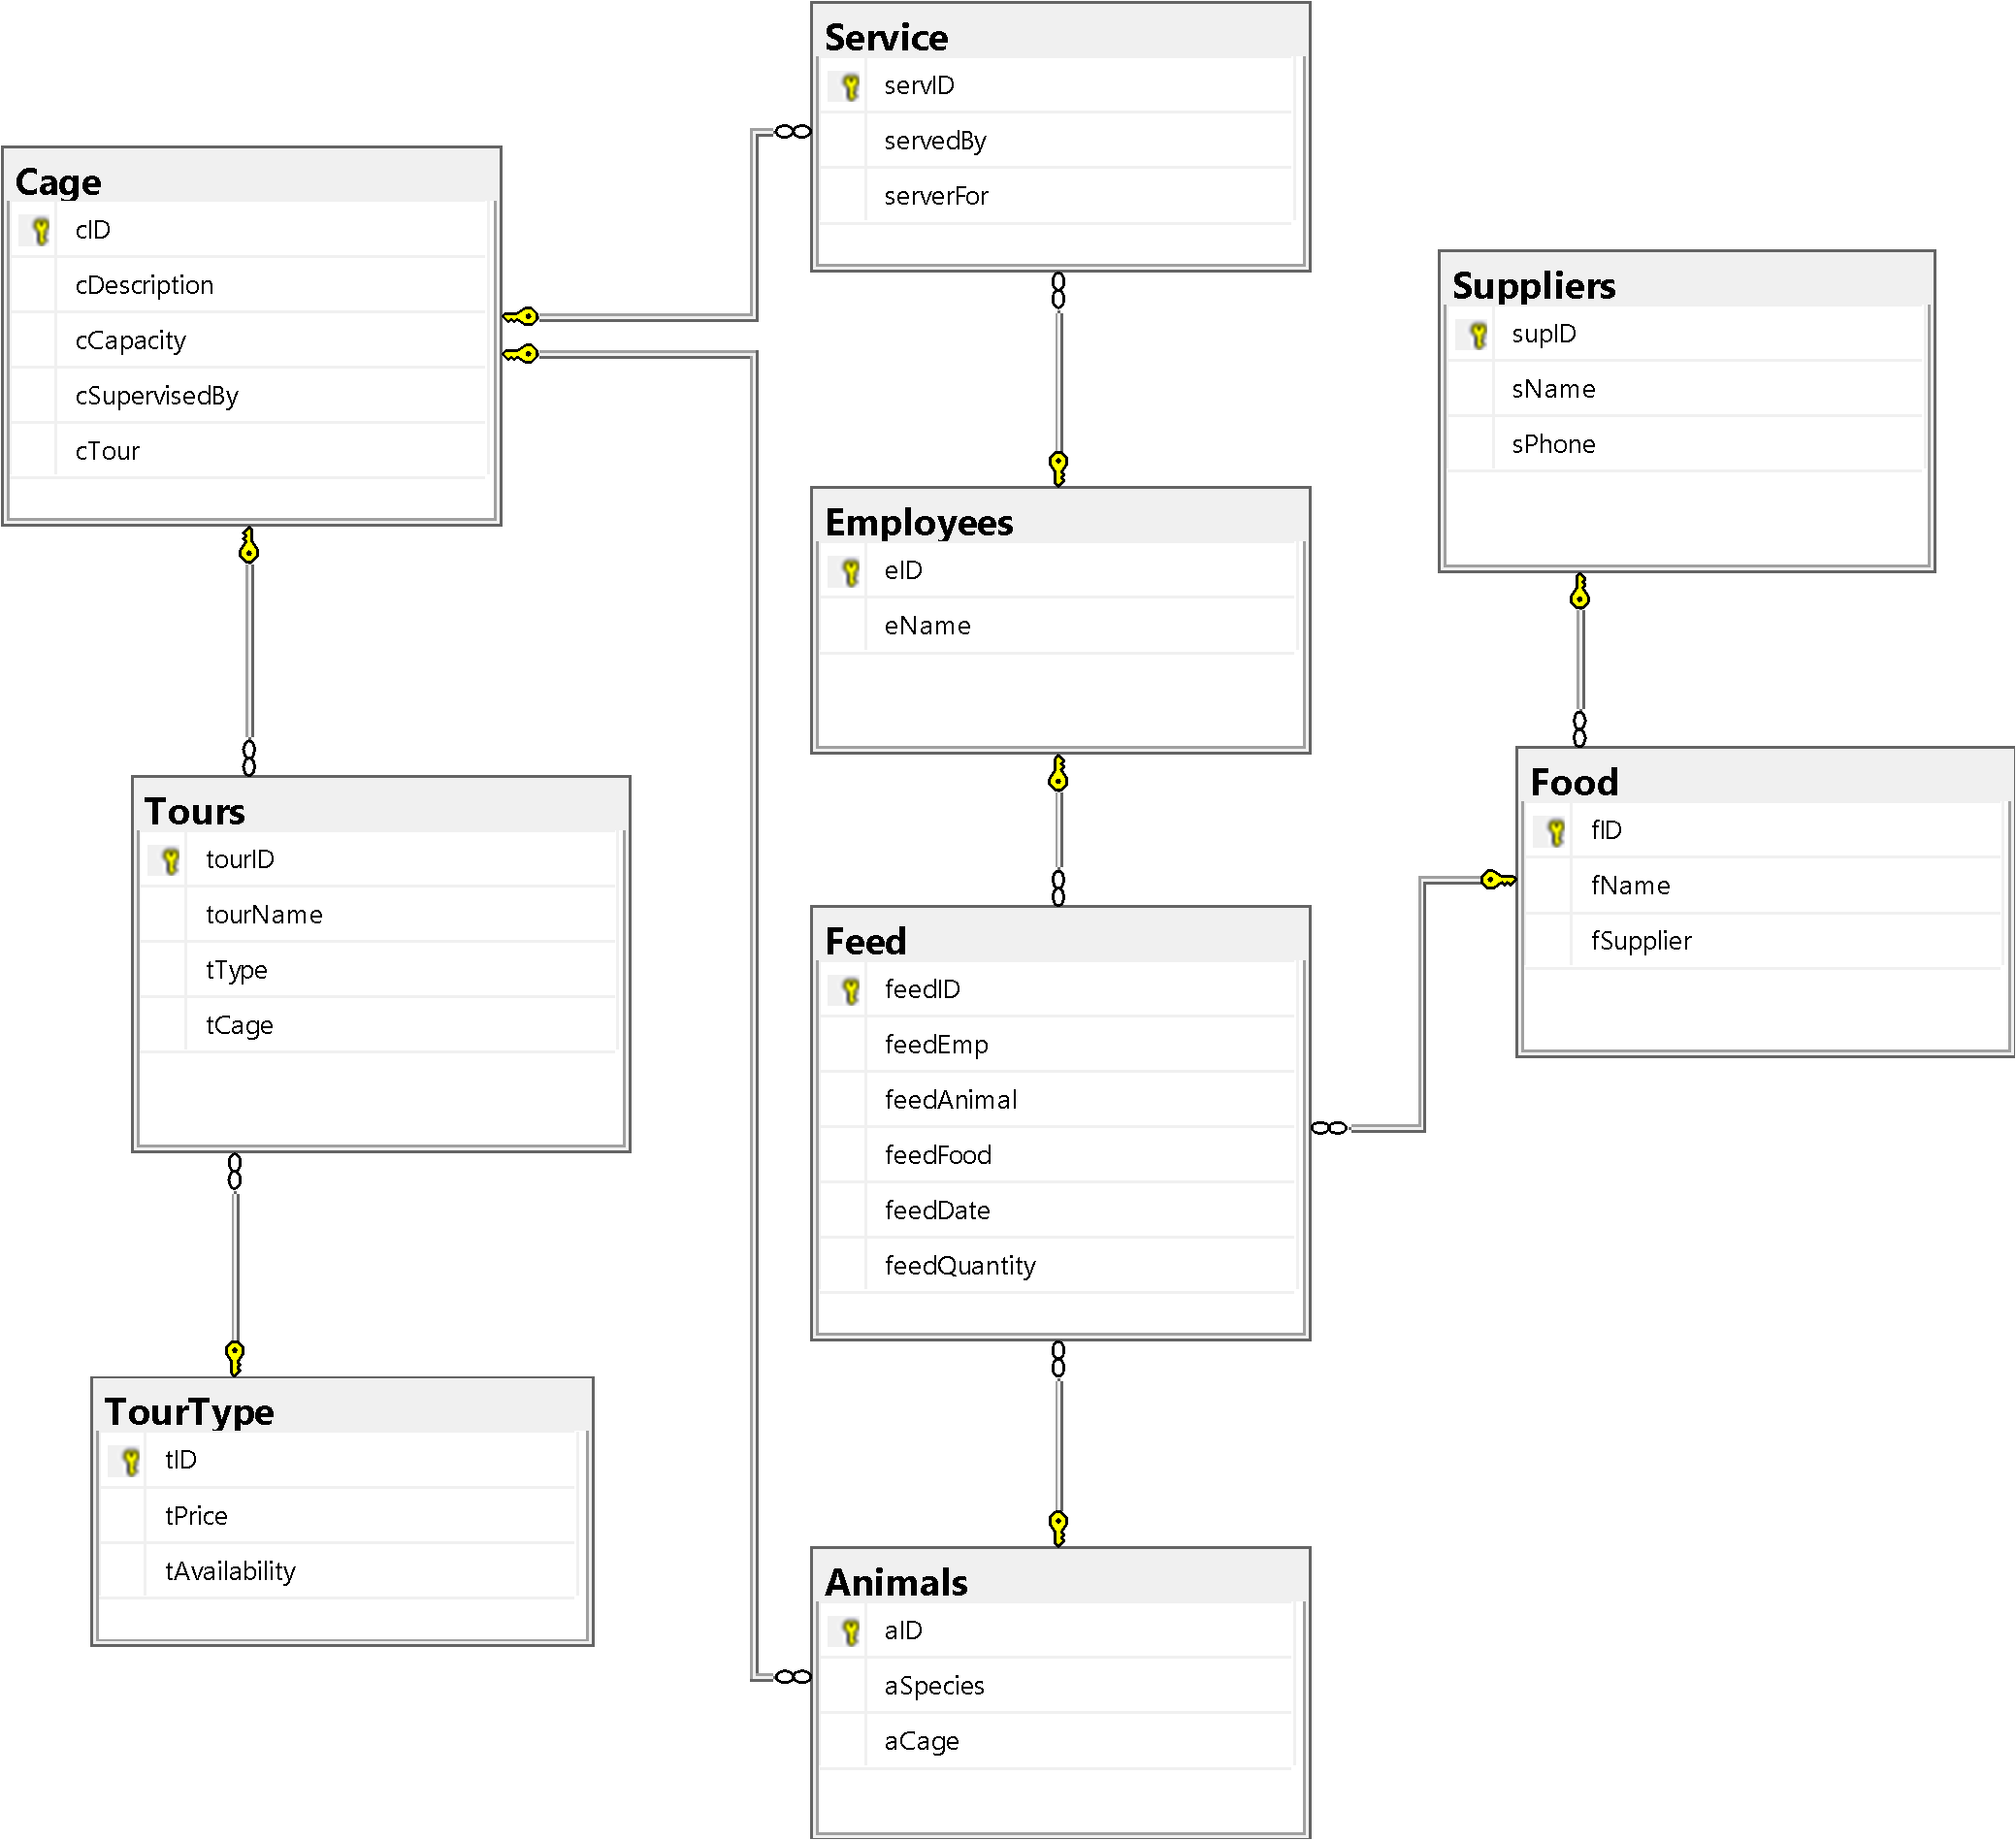 Service
servID
servedBy
serverFor
Cage
cID
cDescription
cCapacity
cSupervisedBy
cTour
Suppliers
supID
sName
sPhone
Employees
eID
eName
Tours
tourID
tourName
tType
tCage
Food
fID
fName
fSupplier
Feed
feedID
feedEmp
feedAnimal
feedFood
feedDate
feedQuantity
TourType
tID
tPrice
tAvailability
Animals
aID
aSpecies
aCage